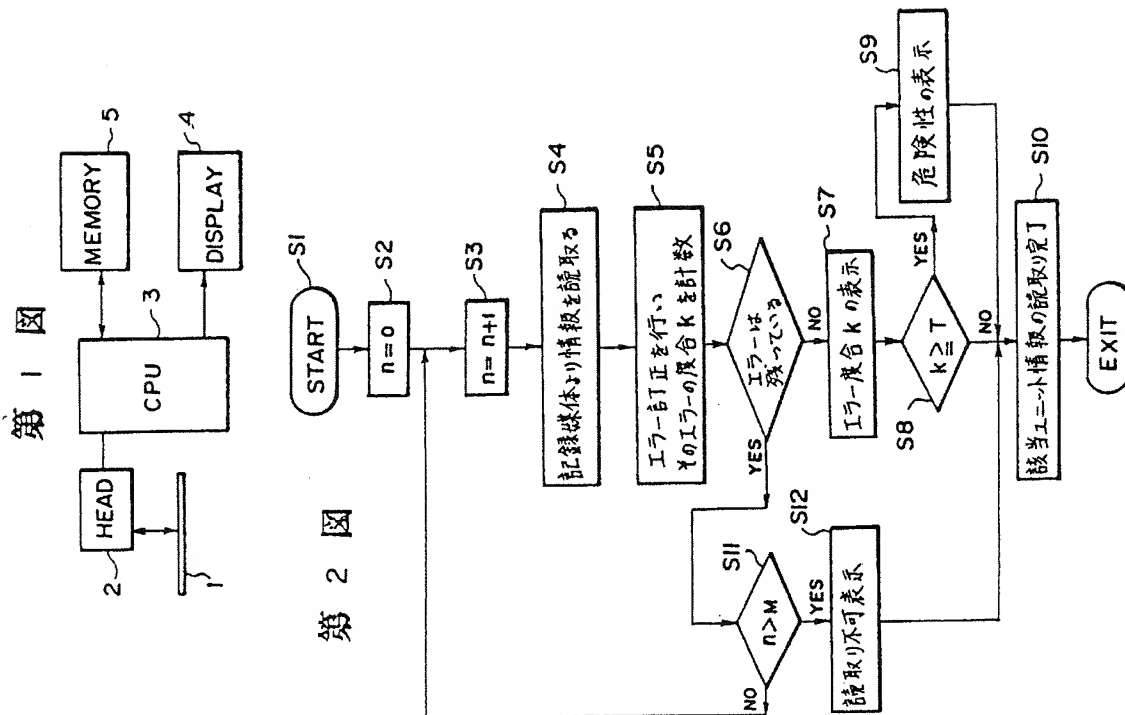 第 1 図
HEAD
2
1
CPU
3
MEMORY
5
DISPLAY
4
第 2 図
START
S1
n=0
S2
n=n+1
S3
記録媒体より情報を読取る
S4
エラー訂正を行い
そのエラーの度合kを計数
S5
エラーは
残っている
S6
YES
NO
エラー度合kの表示
S7
k≧T
S8
YES
NO
危険性の表示
S9
該当ユニット情報の読取り完了
S10
EXIT
n>M
S11
NO
YES
読取り不可表示
S12